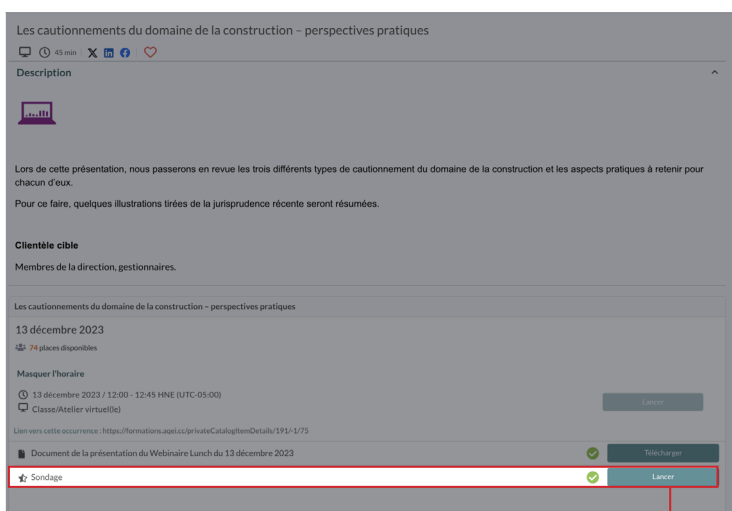 Les cautionnements du domaine de la construction – perspectives pratiques
45 min
Description
Lors de cette présentation, nous passerons en revue les trois différents types de cautionnement du domaine de la construction et les aspects pratiques à retenir pour
chacun d'eux.
Pour ce faire, quelques illustrations tirées de la jurisprudence récente seront résumées.
Clientèle cible
Membres de la direction, gestionnaires.
Les cautionnements du domaine de la construction – perspectives pratiques
13 décembre 2023
74 places disponibles
Masquer l'horaire
13 décembre 2023 / 12:00 - 12:45 HNE (UTC-05:00)
Lancer
Classe/Atelier virtuel(le)
Lien vers cette occurrence : https://formations.aqei.cc/privateCatalogItemDetails/191/-1/75
Document de la présentation du Webinaire Lunch du 13 décembre 2023
Télécharger
Sondage
Lancer